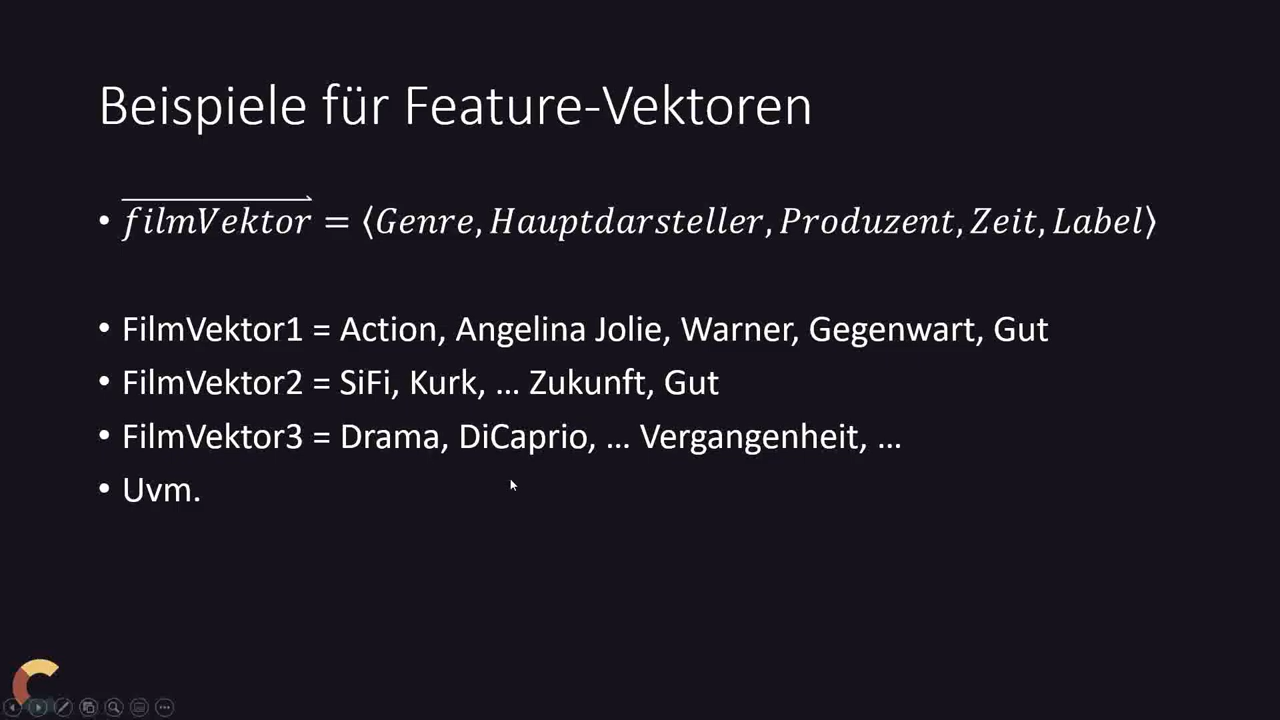 Beispiele für Feature-Vektoren
• filmVektor = ⟨Genre, Hauptdarsteller, Produzent, Zeit, Label⟩
• FilmVektor1 = Action, Angelina Jolie, Warner, Gegenwart, Gut
• FilmVektor2 = SiFi, Kurk, … Zukunft, Gut
• FilmVektor3 = Drama, DiCaprio, … Vergangenheit, …
• Uvm.